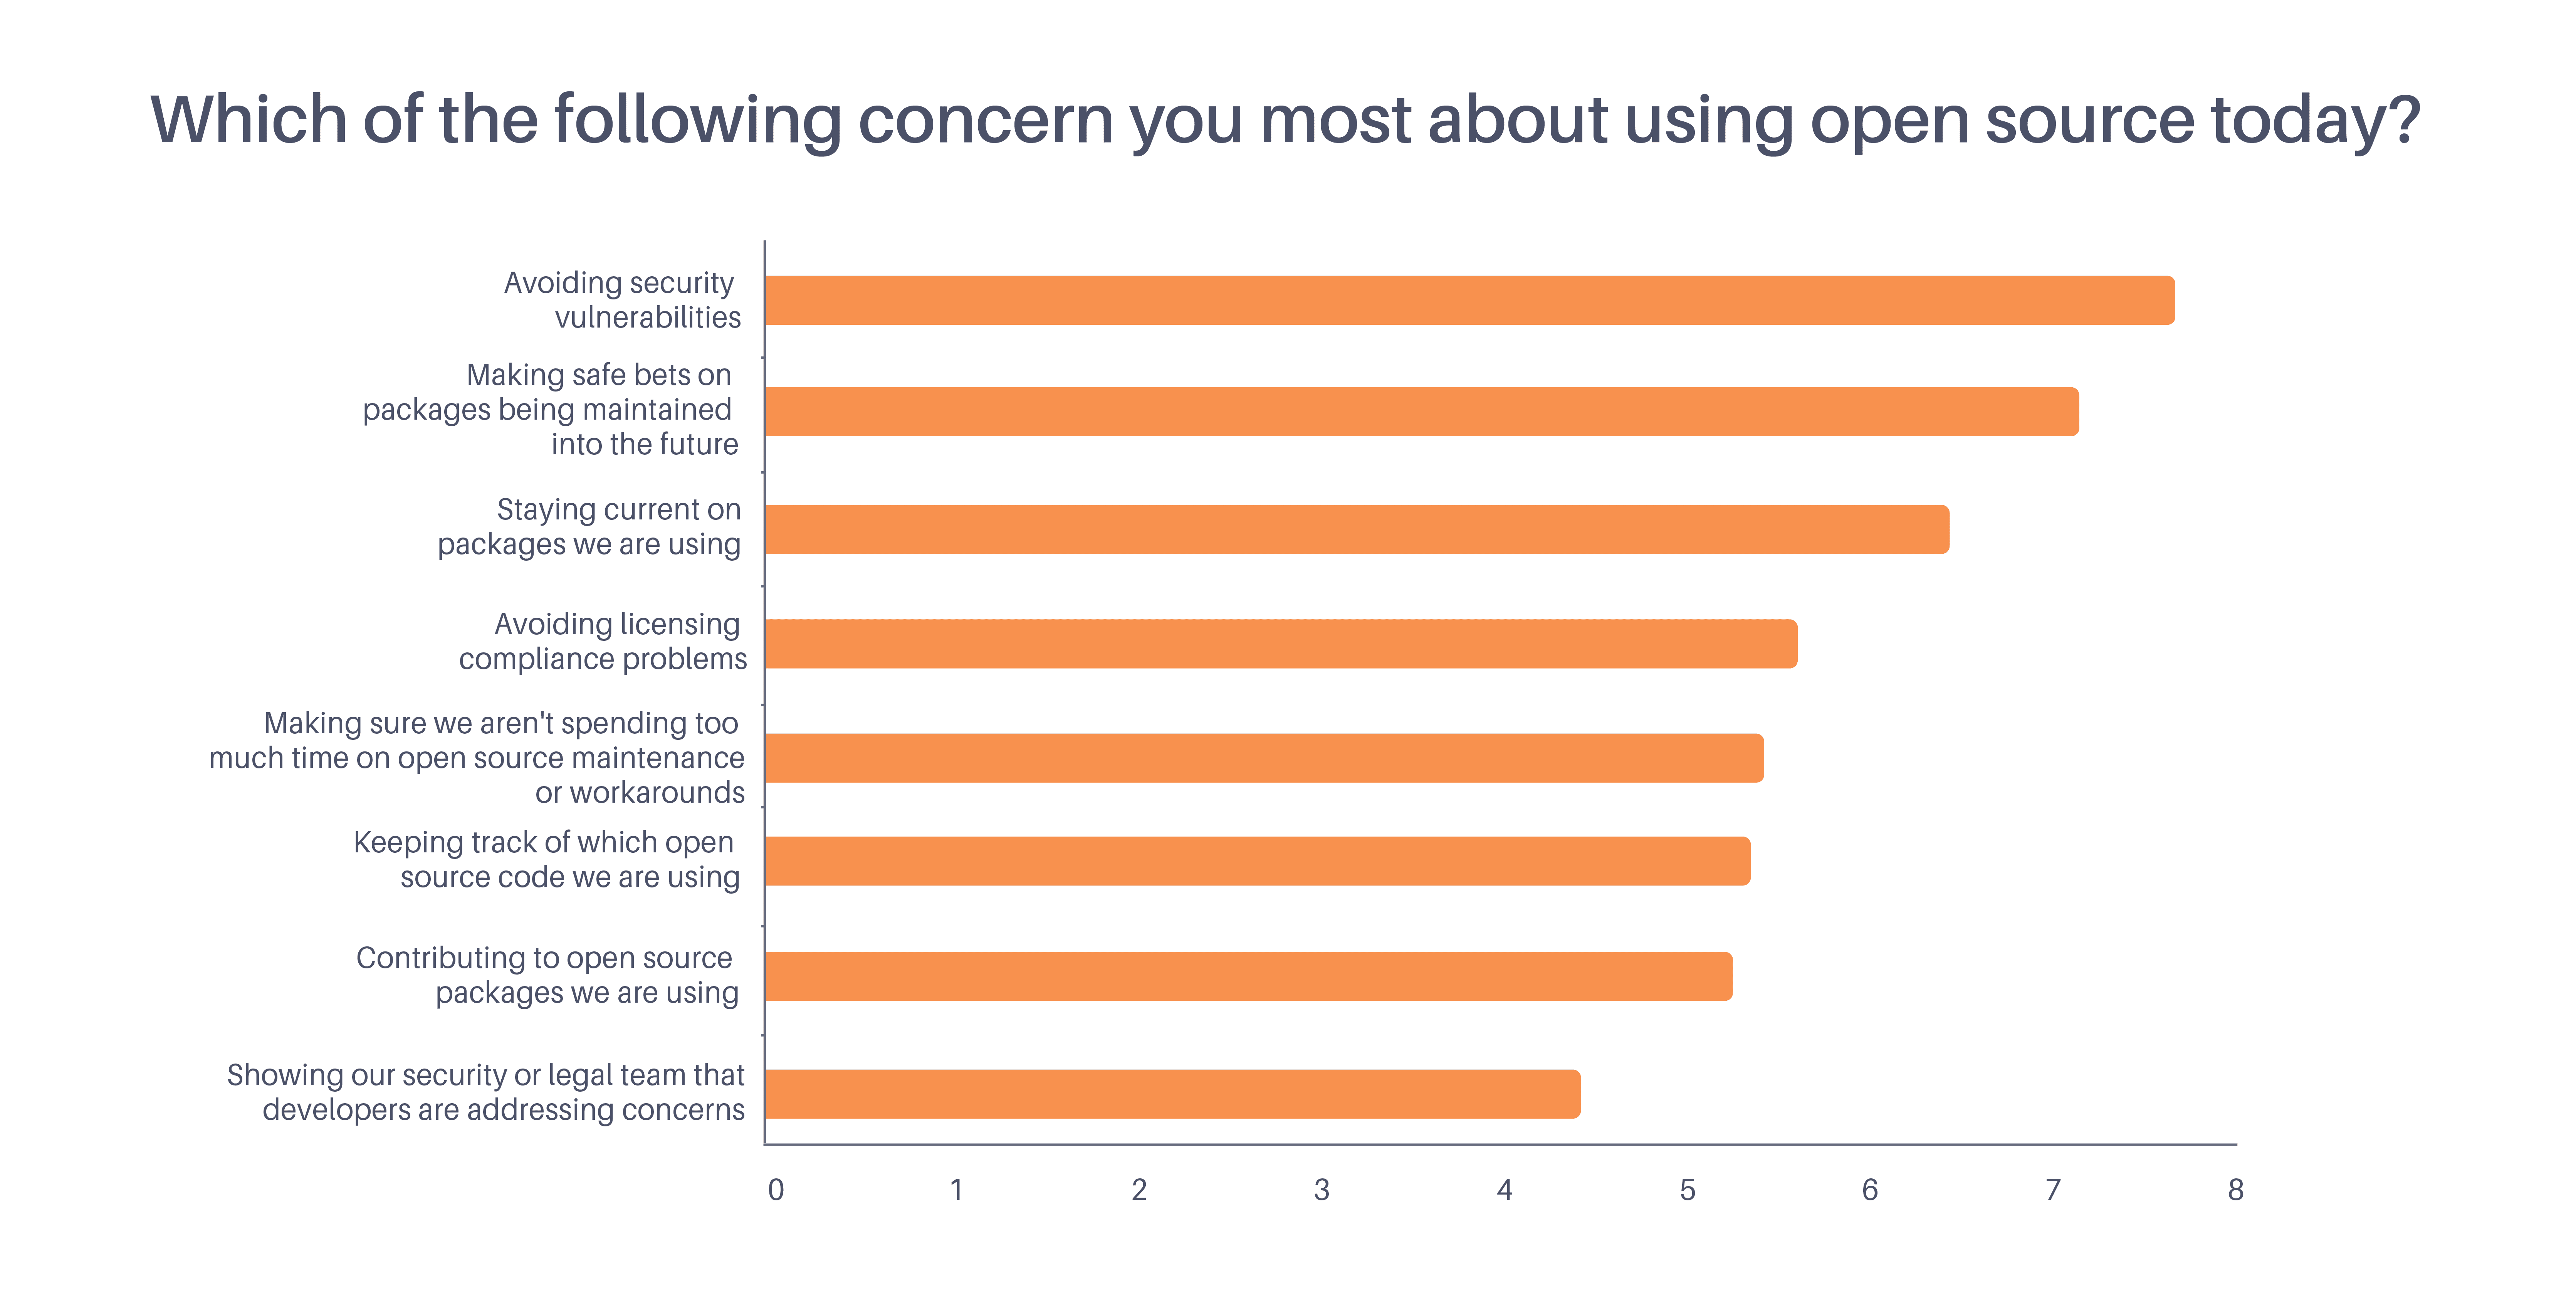 Which of the following concern you most about using open source today?
Avoiding security
vulnerabilities
Making safe bets on
packages being maintained
into the future
Staying current on
packages we are using
Avoiding licensing
compliance problems
Making sure we aren't spending too
much time on open source maintenance
or workarounds
Keeping track of which open
source code we are using
Contributing to open source
packages we are using
Showing our security or legal team that
developers are addressing concerns
0 1 2 3 4 5 6 7 8